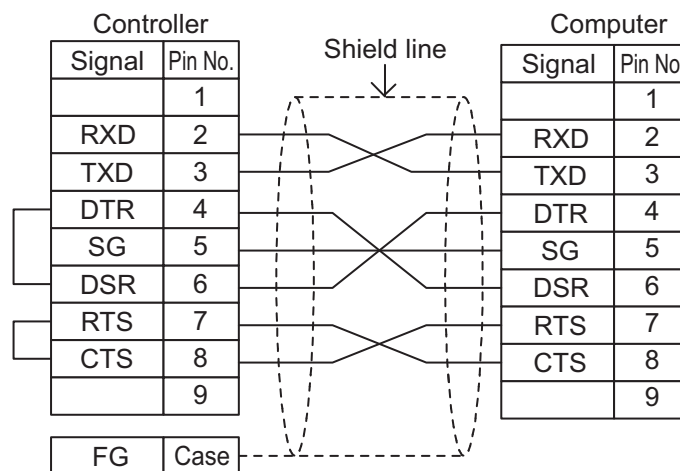 Controller
Computer
Shield line
Signal Pin No.
1
RXD 2
TXD 3
DTR 4
SG 5
DSR 6
RTS 7
CTS 8
9
FG Case
Signal Pin No
1
RXD 2
TXD 3
DTR 4
SG 5
DSR 6
RTS 7
CTS 8
9